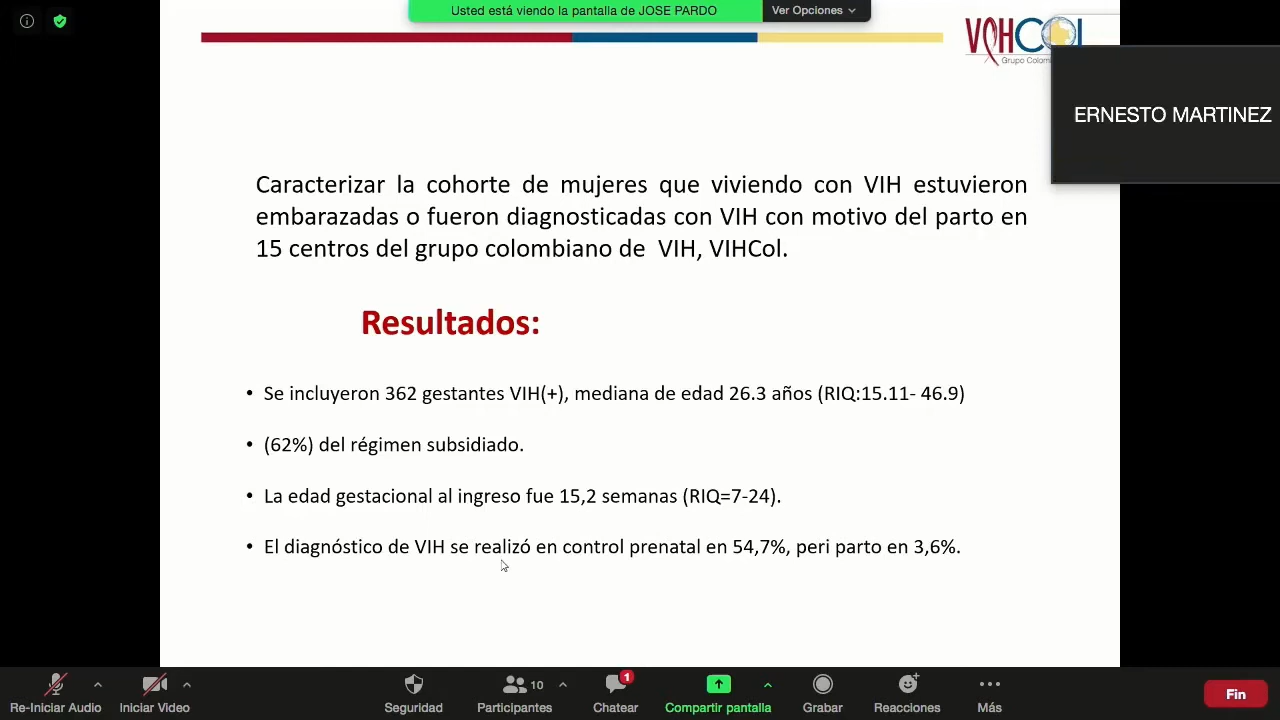 Usted está viendo la pantalla de JOSE PARDO
Ver Opciones
VIHCOL
Grupo Colom
ERNESTO MARTINEZ
Caracterizar la cohorte de mujeres que viviendo con VIH estuvieron
embarazadas o fueron diagnosticadas con VIH con motivo del parto en
15 centros del grupo colombiano de VIH, VIHCol.
Resultados:
• Se incluyeron 362 gestantes VIH(+), mediana de edad 26.3 años (RIQ:15.11- 46.9)
• (62%) del régimen subsidiado.
• La edad gestacional al ingreso fue 15,2 semanas (RIQ=7-24).
• El diagnóstico de VIH se realizó en control prenatal en 54,7%, peri parto en 3,6%.
Re-Iniciar Audio
Iniciar Video
Seguridad
10
Participantes
1
Chatear
Compartir pantalla
Grabar
Reacciones
Más
Fin